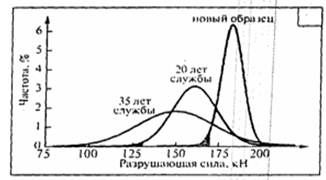 новый образец
Частота, %
6
5
4
3
2
1
0
20 лет
службы
35 лет
службы
75 100 125 150 175 200
Разрушающая сила, кН